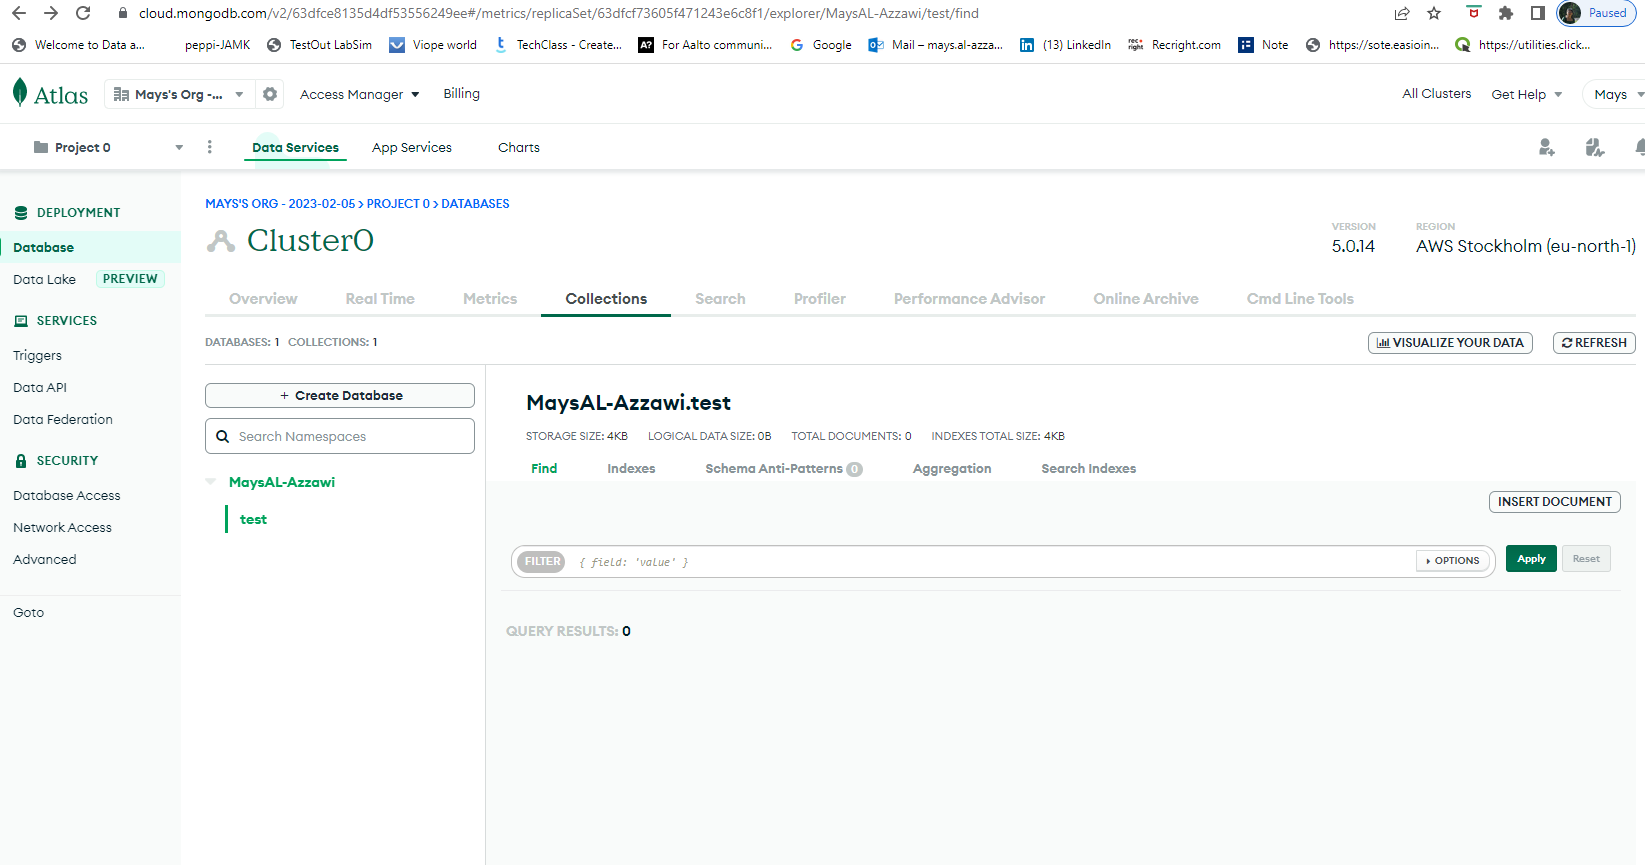 cloud.mongodb.com/v2/63dfce8135d4df53556249ee#/metrics/replicaSet/63dfcf73605f471243e6c8f1/explorer/MaysAL-Azzawi/test/find Paused
Welcome to Data a... peppi-JAMK TestOut LabSim Viope world TechClass - Create... A? For Aalto communi... Google Mail – mays.al-azza... (13) LinkedIn Recright.com Note https://sote.easioin... https://utilities.click...
Atlas Mays's Org -... Access Manager Billing All Clusters Get Help Mays
Project 0 Data Services App Services Charts
DEPLOYMENT
Database
Data Lake PREVIEW
SERVICES
Triggers
Data API
Data Federation
SECURITY
Database Access
Network Access
Advanced
Goto
MAYS'S ORG - 2023-02-05 > PROJECT 0 > DATABASES
Cluster0
VERSION REGION
5.0.14 AWS Stockholm (eu-north-1)
Overview Real Time Metrics Collections Search Profiler Performance Advisor Online Archive Cmd Line Tools
DATABASES: 1 COLLECTIONS: 1 VISUALIZE YOUR DATA REFRESH
+ Create Database
Search Namespaces
MaysAL-Azzawi
test
MaysAL-Azzawi.test
STORAGE SIZE: 4KB LOGICAL DATA SIZE: 0B TOTAL DOCUMENTS: 0 INDEXES TOTAL SIZE: 4KB
Find Indexes Schema Anti-Patterns 0 Aggregation Search Indexes
INSERT DOCUMENT
FILTER { field: 'value' } OPTIONS Apply Reset
QUERY RESULTS: 0